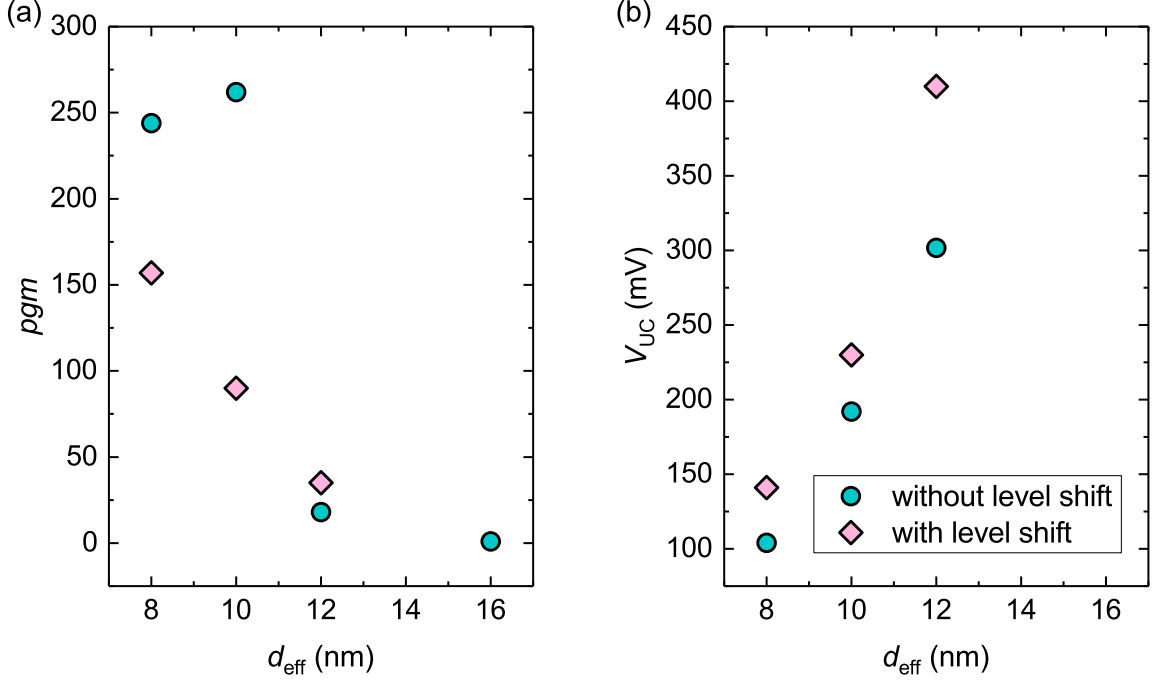 (a)
300
250
200
150
100
50
0
pgm
8 10 12 14 16
d_eff (nm)
(b)
450
400
350
300
250
200
150
100
V_UC (mV)
without level shift
with level shift
8 10 12 14 16
d_eff (nm)